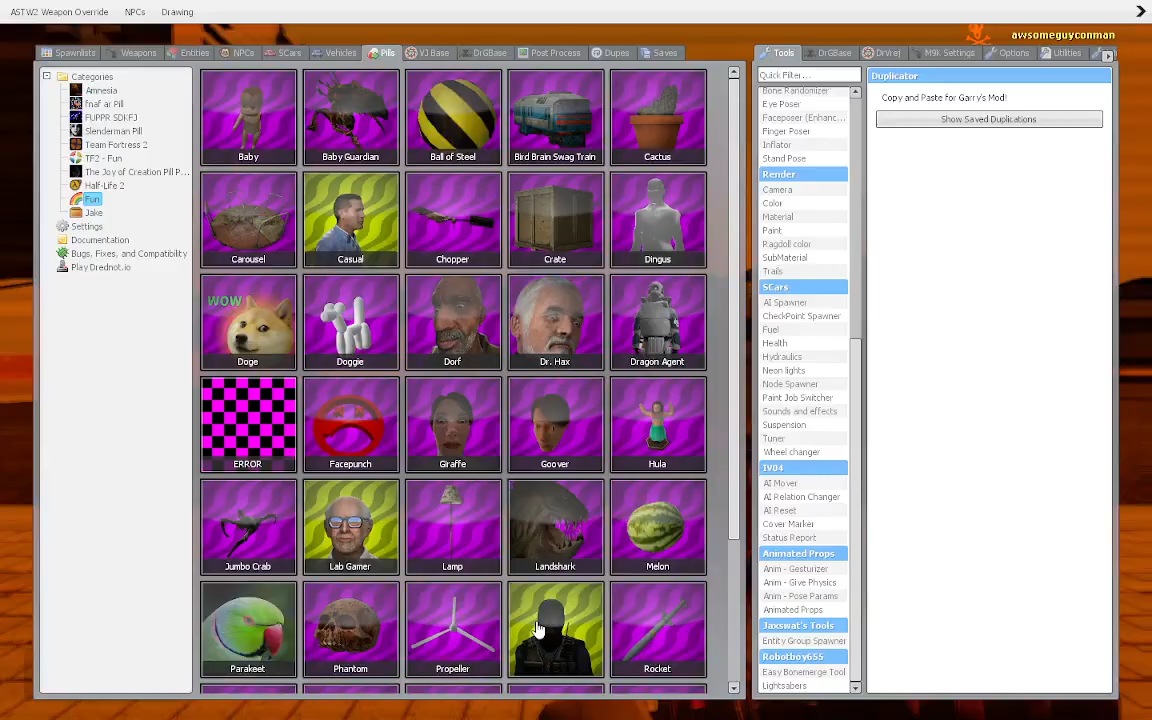 ASTW2 Weapon Override NPCs Drawing
awsomeguyconman
Spawnlists Weapons Entities NPCs SCars Vehicles Pills VJ Base DrGBase Post Process Dupes Saves
Tools DrGBase DrVrej M9K Settings Options Utilities
Categories
Amnesia
fnaf ar Pill
FUPPR SDKFJ
Slenderman Pill
Team Fortress 2
TF2 - Fun
The Joy of Creation Pill P...
Half-Life 2
Fun
Jake
Settings
Documentation
Bugs, Fixes, and Compatibility
Play Drednot.io
Baby
Baby Guardian
Ball of Steel
Bird Brain Swag Train
Cactus
Carousel
Casual
Chopper
Crate
Dingus
WOW
Doge
Doggie
Dorf
Dr. Hax
Dragon Agent
ERROR
Facepunch
Giraffe
Goover
Hula
Jumbo Crab
Lab Gamer
Lamp
Landshark
Melon
Parakeet
Phantom
Propeller
Rocket
Quick Filter...
Bone Randomizer
Eye Poser
Faceposer (Enhanc...
Finger Poser
Inflator
Stand Pose
Render
Camera
Color
Material
Paint
Ragdoll color
SubMaterial
Trails
SCars
AI Spawner
CheckPoint Spawner
Fuel
Health
Hydraulics
Neon lights
Node Spawner
Paint Job Switcher
Sounds and effects
Suspension
Tuner
Wheel changer
IV04
AI Mover
AI Relation Changer
AI Reset
Cover Marker
Status Report
Animated Props
Anim - Gesturizer
Anim - Give Physics
Anim - Pose Params
Animated Props
Jaxswat's Tools
Entity Group Spawner
Robotboy655
Easy Bonemerge Tool
Lightsabers
Duplicator
Copy and Paste for Garry's Mod!
Show Saved Duplications